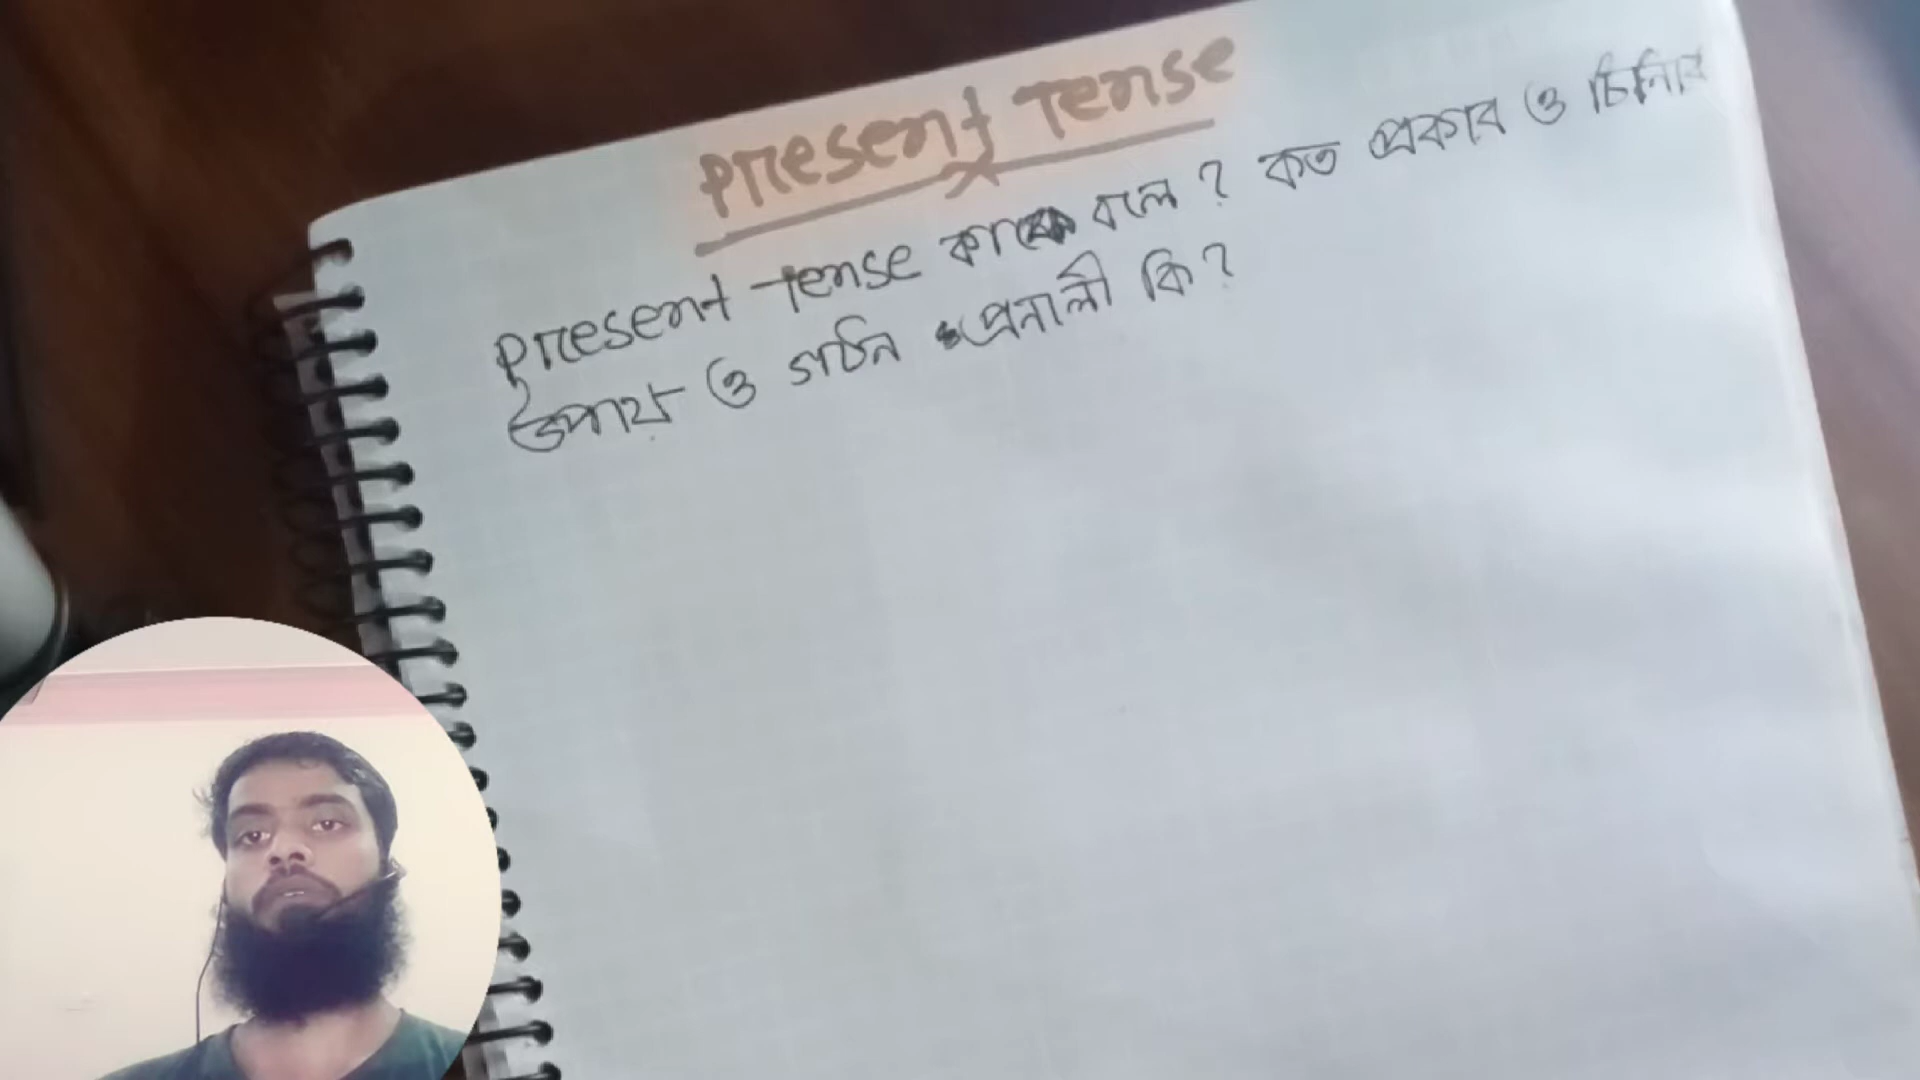 Present Tense
Present Tense কাকে বলে ? কত প্রকার ও চিনিবার
উপায় ও গঠন প্রনালী কি ?